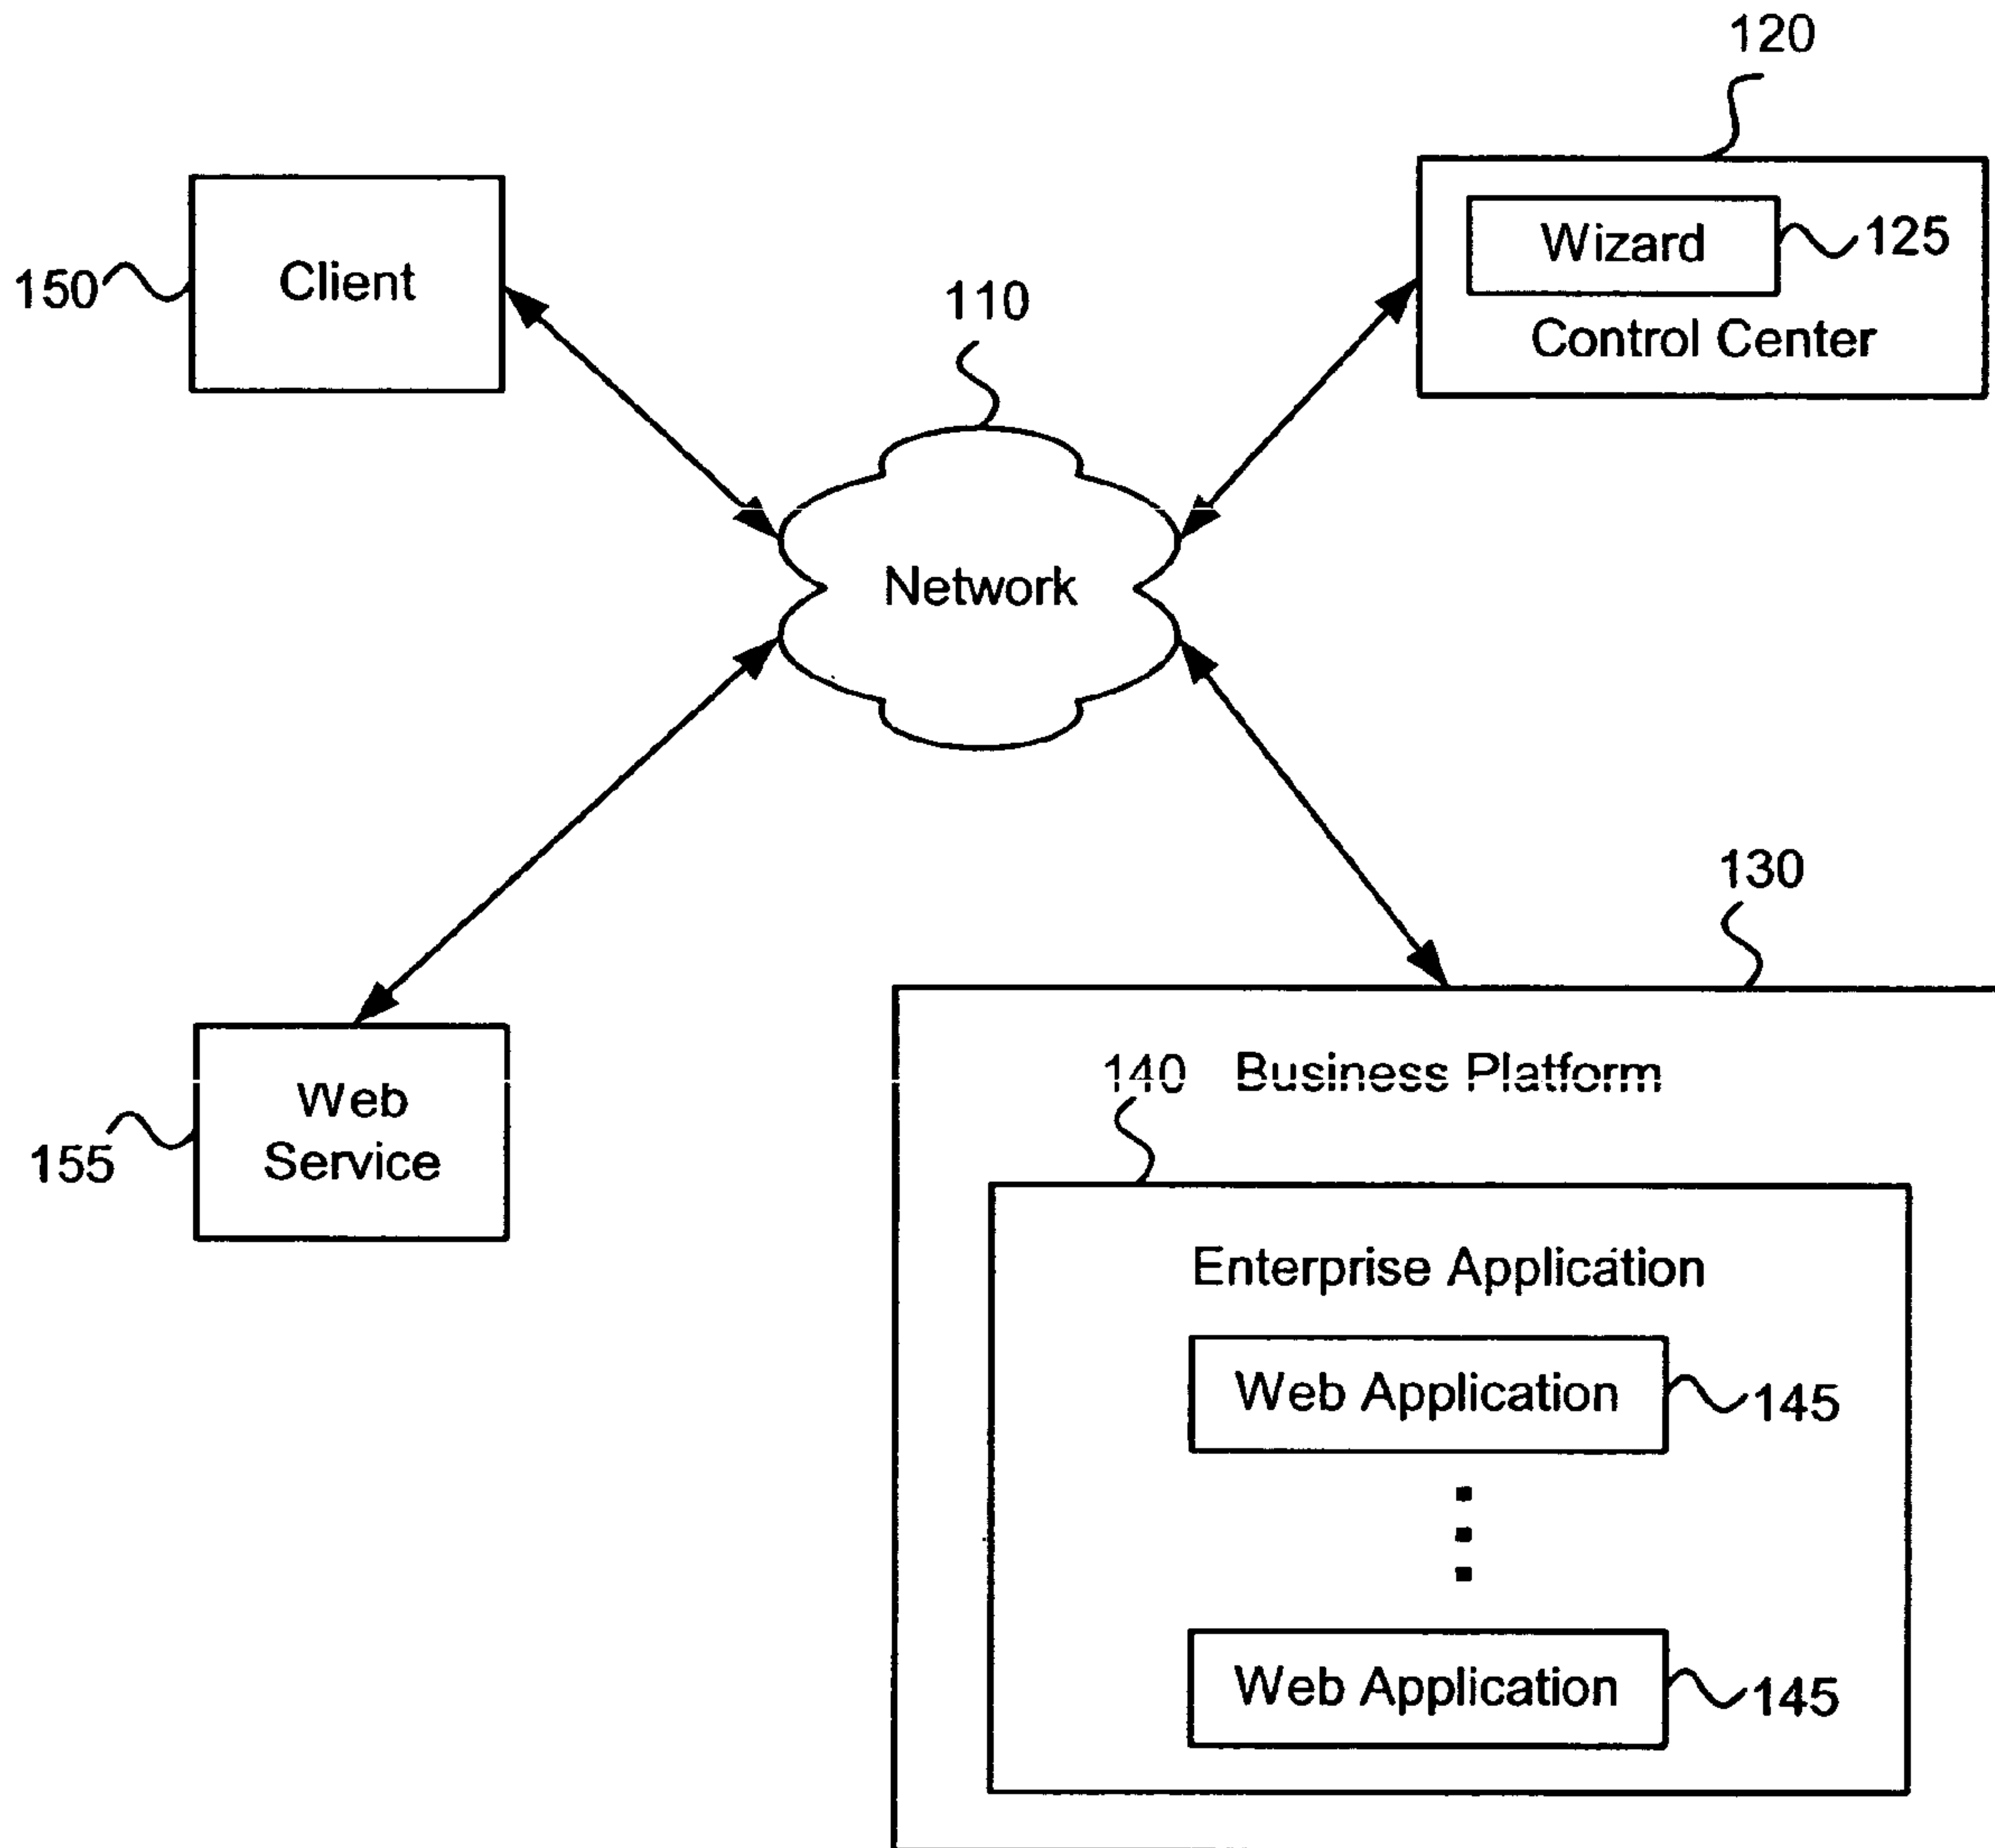 120
Wizard
125
Control Center
Client
150
110
Network
130
140 Business Platform
Web
Service
155
Enterprise Application
Web Application
145
Web Application
145